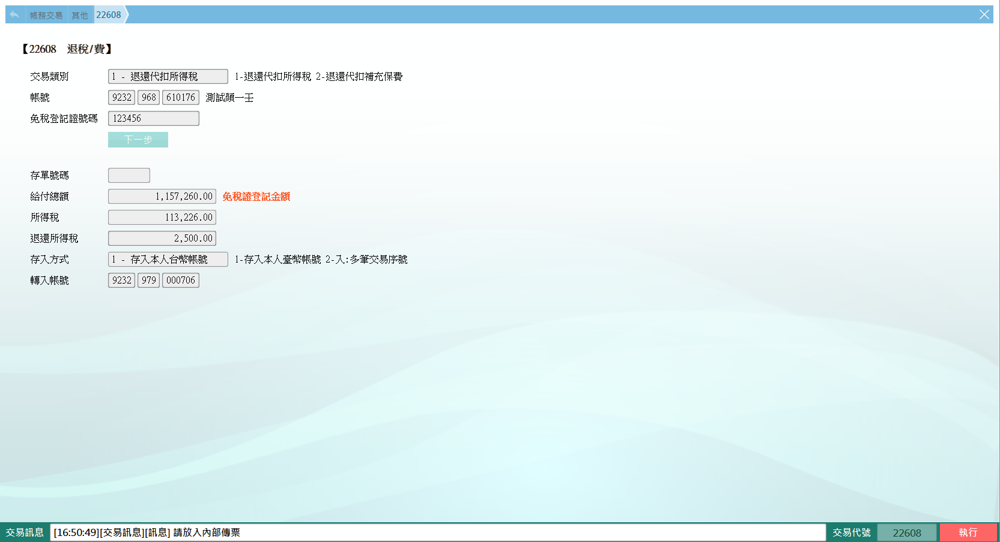 帳務交易 其他 22608
【22608 退稅/費】
交易類別 1 - 退還代扣所得稅 1-退還代扣所得稅 2-退還代扣補充保費
帳號 9232 968 610176 測試顏一壬
免稅登記證號碼 123456
下一步
存單號碼
給付總額 1,157,260.00 免稅證登記金額
所得稅 113,226.00
退還所得稅 2,500.00
存入方式 1 - 存入本人台幣帳號 1-存入本人臺幣帳號 2-入:多筆交易序號
轉入帳號 9232 979 000706
交易訊息 [16:50:49][交易訊息][訊息] 請放入內部傳票 交易代號 22608 執行